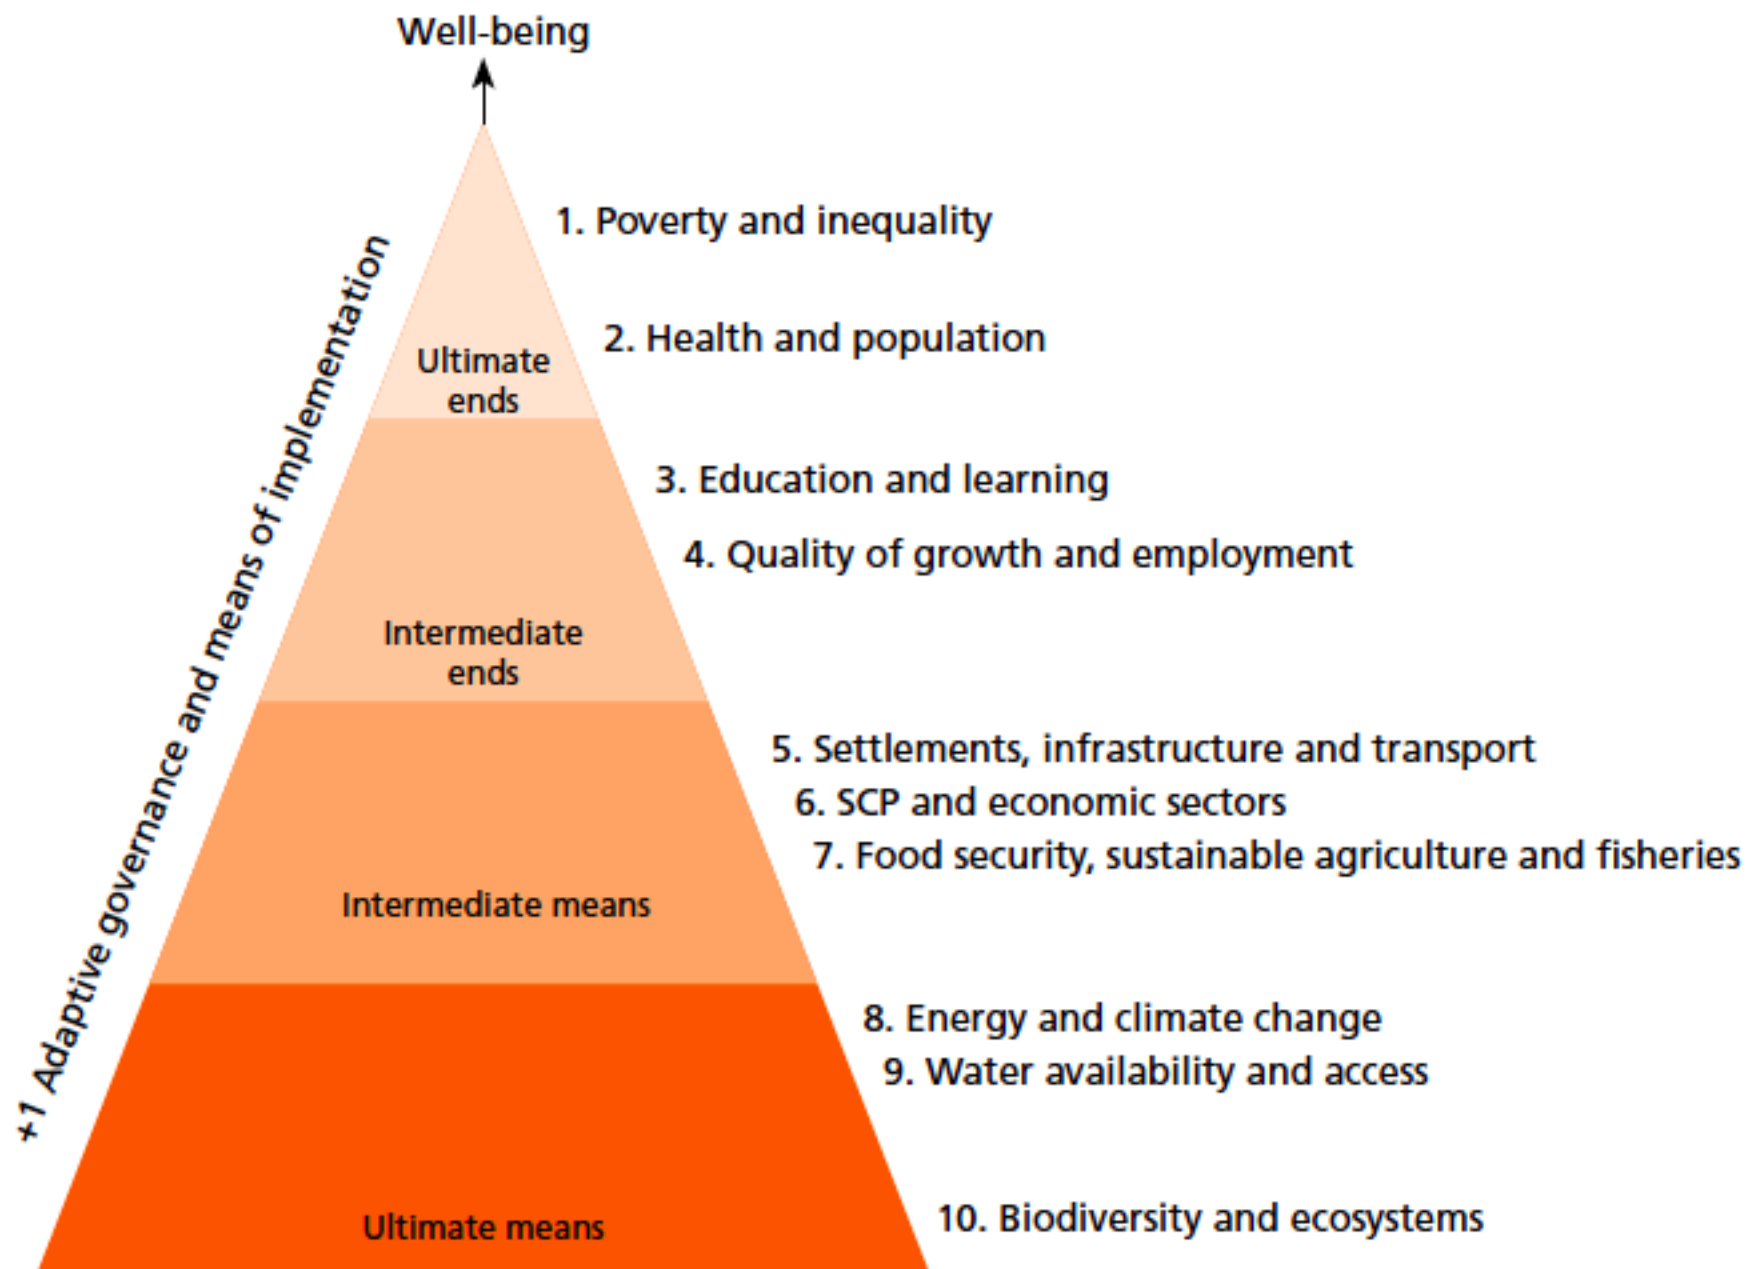 Well-being
1. Poverty and inequality
2. Health and population
Ultimate
ends
3. Education and learning
4. Quality of growth and employment
Intermediate
ends
5. Settlements, infrastructure and transport
6. SCP and economic sectors
7. Food security, sustainable agriculture and fisheries
Intermediate means
8. Energy and climate change
9. Water availability and access
10. Biodiversity and ecosystems
Ultimate means
+1 Adaptive governance and means of implementation